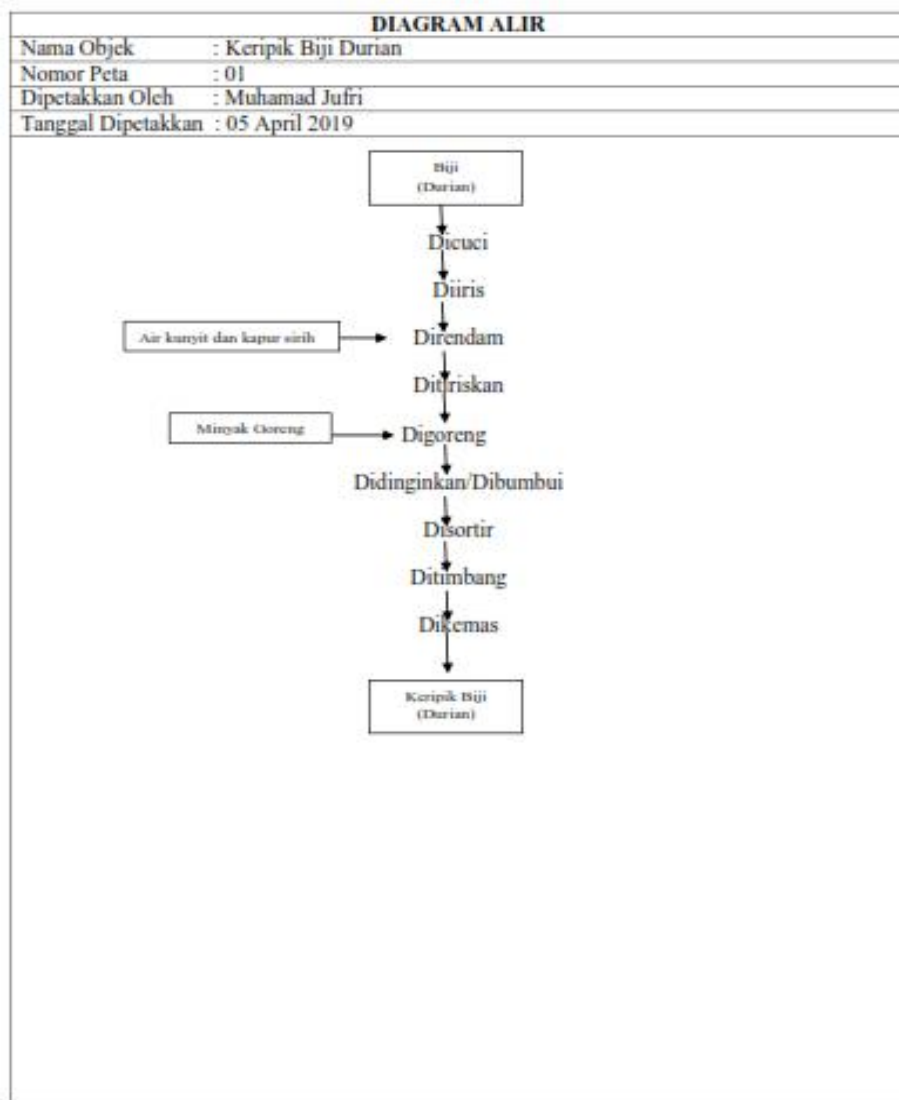 DIAGRAM ALIR
Nama Objek : Keripik Biji Durian
Nomor Peta : 01
Dipetakkan Oleh : Muhamad Jufri
Tanggal Dipetakkan : 05 April 2019
Biji
(Durian)
Dicuci
Diiris
Air kunyit dan kapur sirih
Direndam
Ditiriskan
Minyak Goreng
Digoreng
Didinginkan/Dibumbui
Disortir
Ditimbang
Dikemas
Keripik Biji
(Durian)